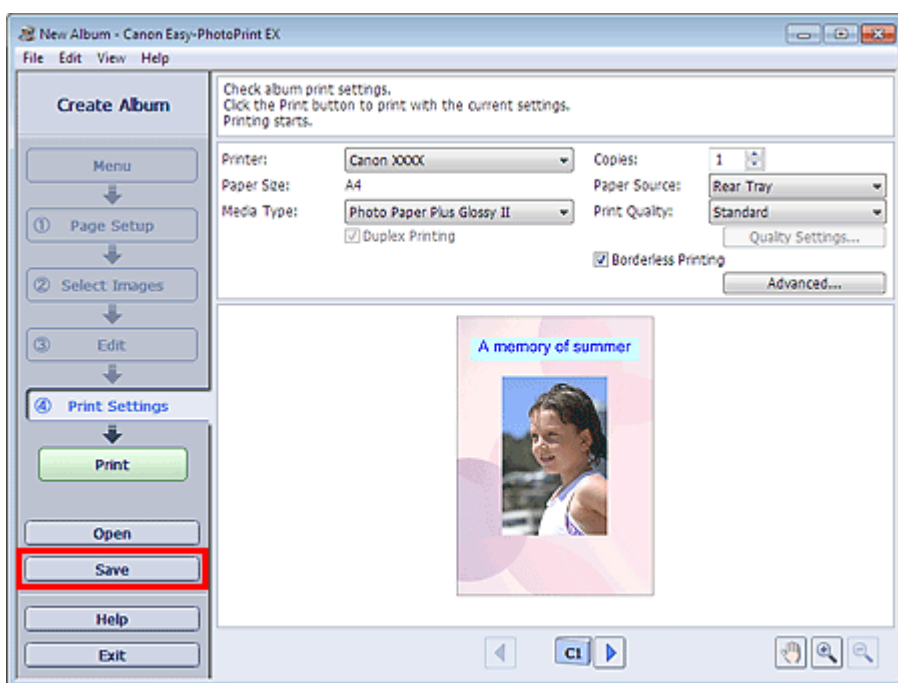 New Album - Canon Easy-PhotoPrint EX
File Edit View Help
Create Album
Menu
① Page Setup
② Select Images
③ Edit
④ Print Settings
Print
Open
Save
Help
Exit
Check album print settings.
Click the Print button to print with the current settings.
Printing starts.
Printer: Canon XXXX Copies: 1
Paper Size: A4 Paper Source: Rear Tray
Media Type: Photo Paper Plus Glossy II Print Quality: Standard
Duplex Printing Quality Settings...
Borderless Printing
Advanced...
A memory of summer
C1